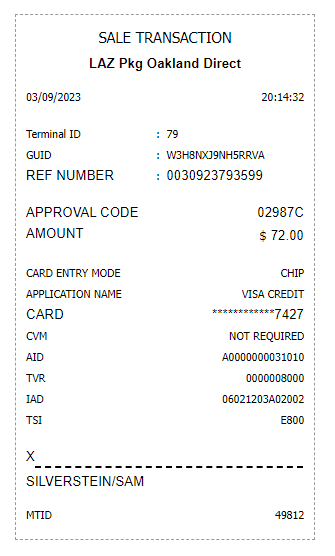 SALE TRANSACTION
LAZ Pkg Oakland Direct
03/09/2023 20:14:32
Terminal ID : 79
GUID : W3H8NXJ9NH5RRVA
REF NUMBER : 0030923793599
APPROVAL CODE 02987C
AMOUNT $ 72.00
CARD ENTRY MODE CHIP
APPLICATION NAME VISA CREDIT
CARD ************7427
CVM NOT REQUIRED
AID A0000000031010
TVR 0000008000
IAD 06021203A02002
TSI E800
X
SILVERSTEIN/SAM
MTID 49812